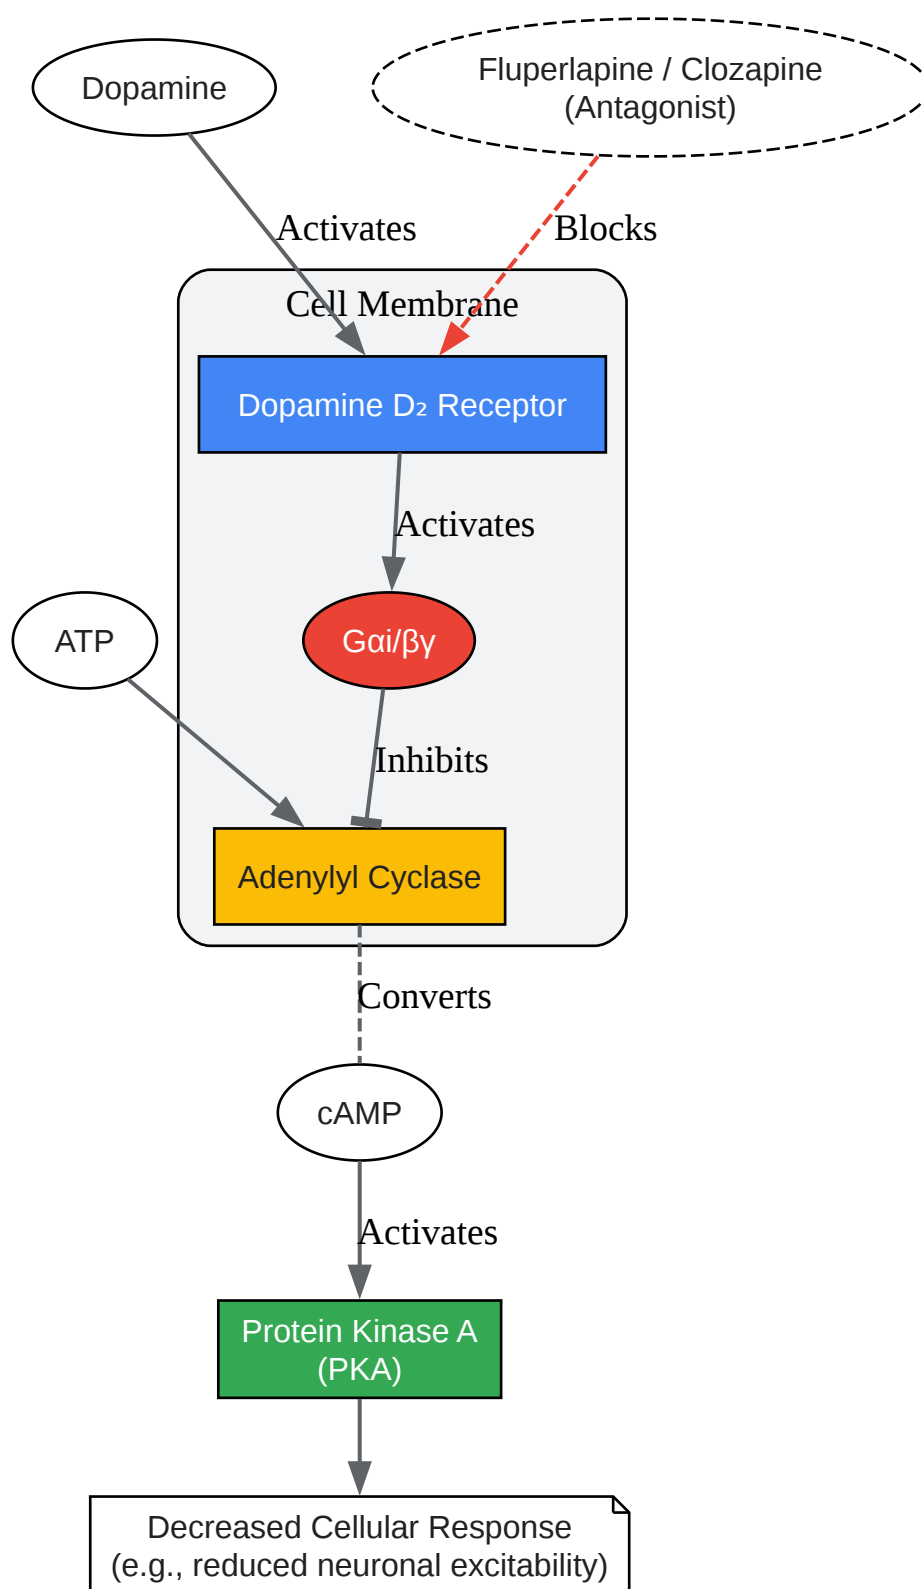 Dopamine
Fluperlapine / Clozapine
(Antagonist)
Activates
Blocks
Cell Membrane
Dopamine D₂ Receptor
Activates
ATP
Gαi/βγ
Inhibits
Adenylyl Cyclase
Converts
cAMP
Activates
Protein Kinase A
(PKA)
Decreased Cellular Response
(e.g., reduced neuronal excitability)